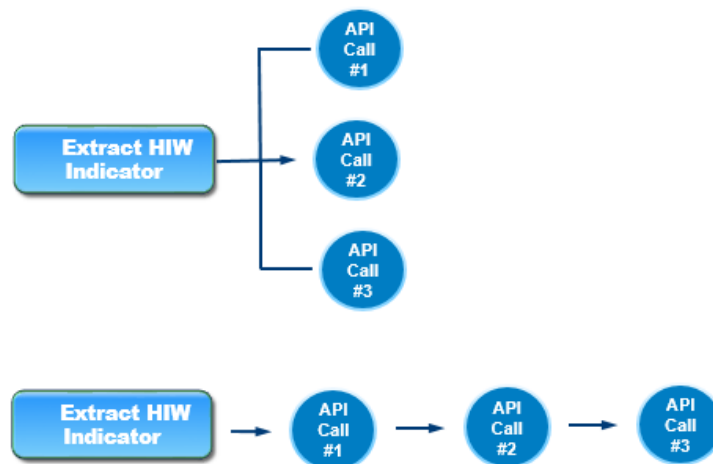 API
Call
#1
Extract HIW
Indicator
API
Call
#2
API
Call
#3
Extract HIW
Indicator
API
Call
#1
API
Call
#2
API
Call
#3